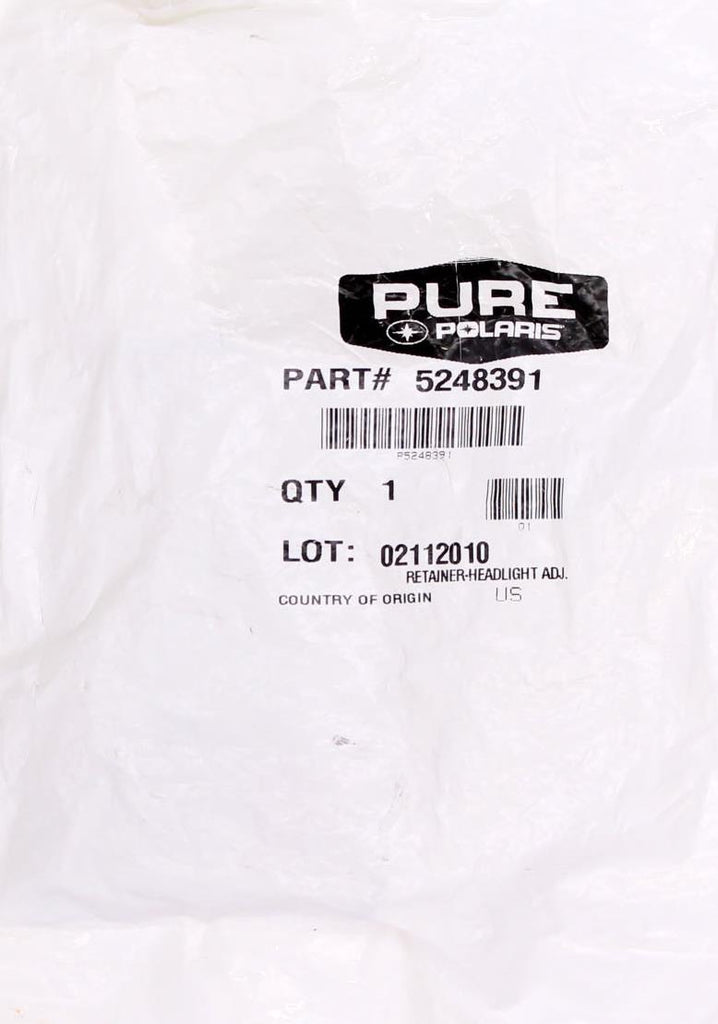 PURE
POLARIS
PART# 5248391
P5248391
QTY 1
01
LOT: 02112010
RETAINER-HEADLIGHT ADJ.
COUNTRY OF ORIGIN US